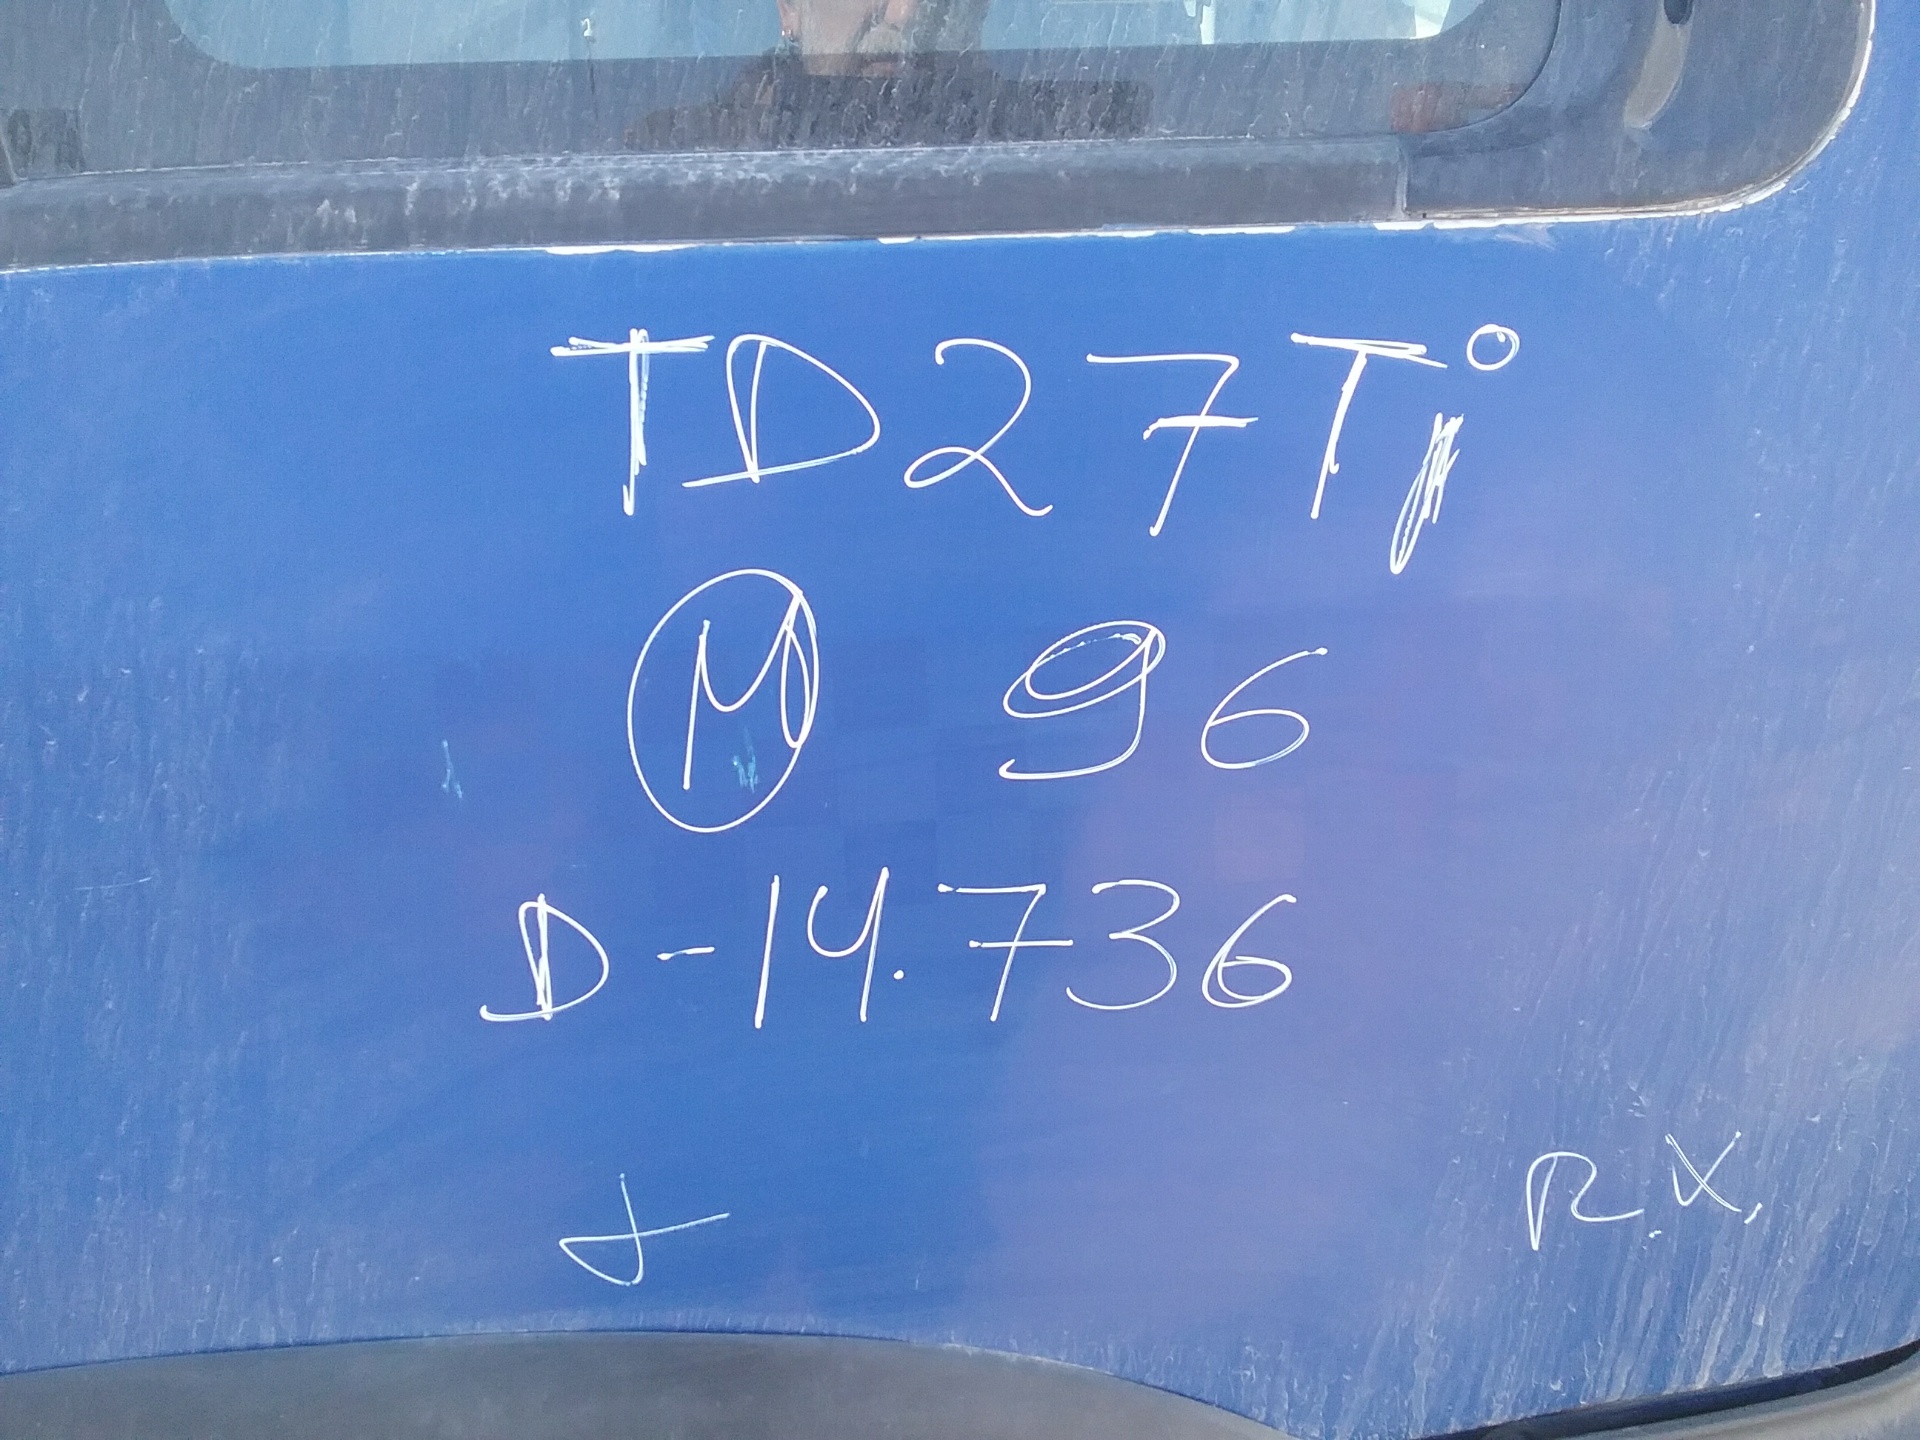 TD27Ti
M 96
D-14.736
R.X.